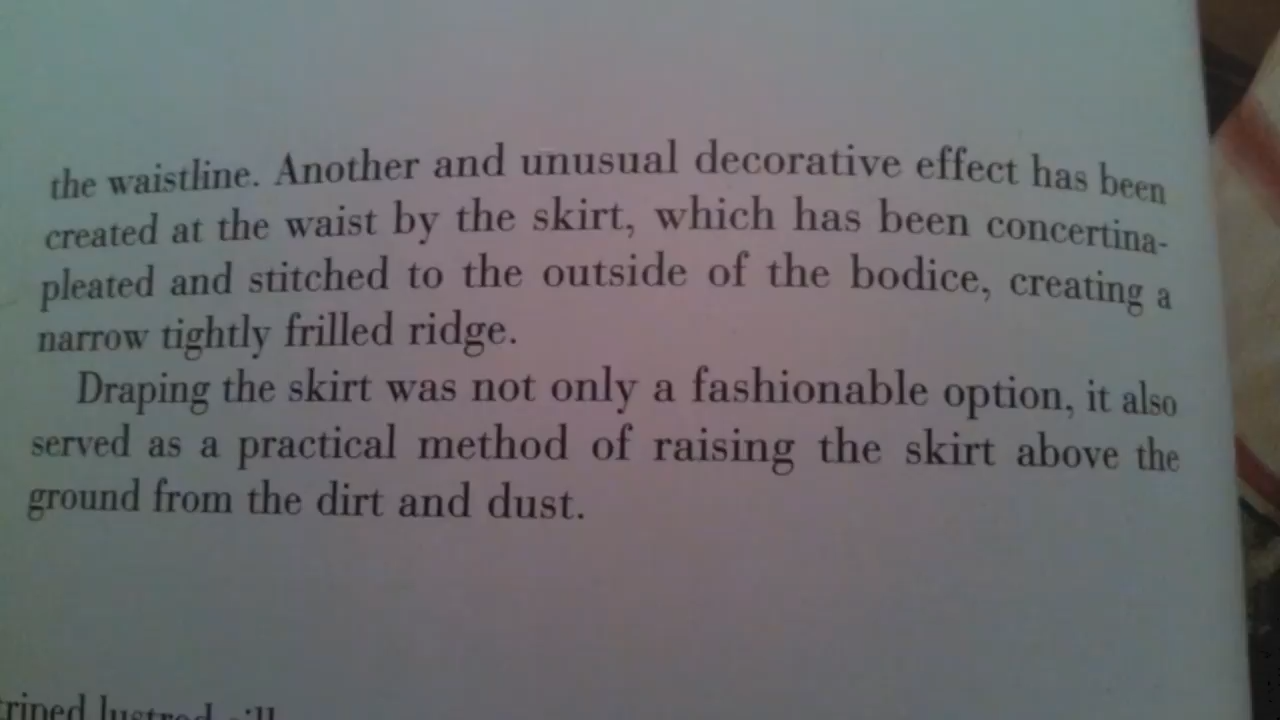 the waistline. Another and unusual decorative effect has been
created at the waist by the skirt, which has been concertina-
pleated and stitched to the outside of the bodice, creating a
narrow tightly frilled ridge.
Draping the skirt was not only a fashionable option, it also
served as a practical method of raising the skirt above the
ground from the dirt and dust.